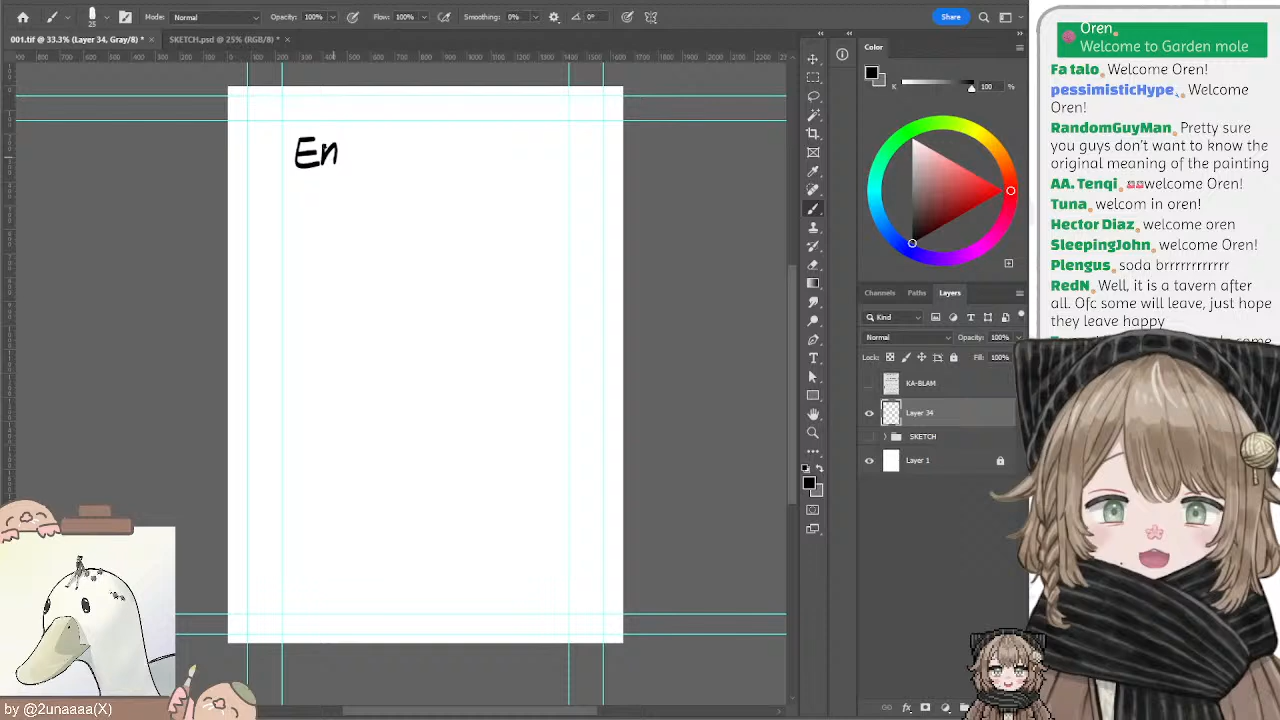 Mode: Normal Opacity: 100% Flow: 100% Smoothing: 0% 0° Share
25
001.tif @ 33.3% (Layer 34, Gray/8) * × SKETCH.psd @ 25% (RGB/8) * ×
En
Color
K 100 %
Channels Paths Layers
Kind
Normal Opacity: 100%
Lock: Fill: 100%
KA-BLAM
Layer 34
SKETCH
Layer 1
fx
Oren
Welcome to Garden mole
Fa talo Welcome Oren!
pessimisticHype Welcome
Oren!
RandomGuyMan Pretty sure
you guys don't want to know the
original meaning of the painting
AA. Tenqi welcome Oren!
Tuna welcom in oren!
Hector Diaz welcome oren
SleepingJohn welcome Oren!
Plengus soda brrrrrrrrrrr
RedN Well, it is a tavern after
all. Ofc some will leave, just hope
they leave happy
by @2unaaaa(X)